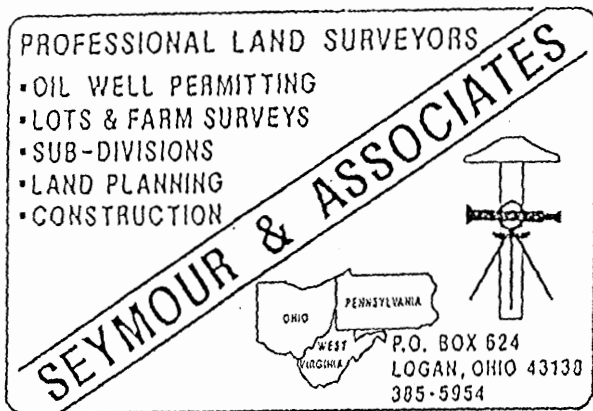 PROFESSIONAL LAND SURVEYORS
▪OIL WELL PERMITTING
▪LOTS & FARM SURVEYS
▪SUB-DIVISIONS
▪LAND PLANNING
▪CONSTRUCTION
SEYMOUR & ASSOCIATES
OHIO
PENNSYLVANIA
WEST
VIRGINIA
P.O. BOX 624
LOGAN, OHIO 43138
385-5954